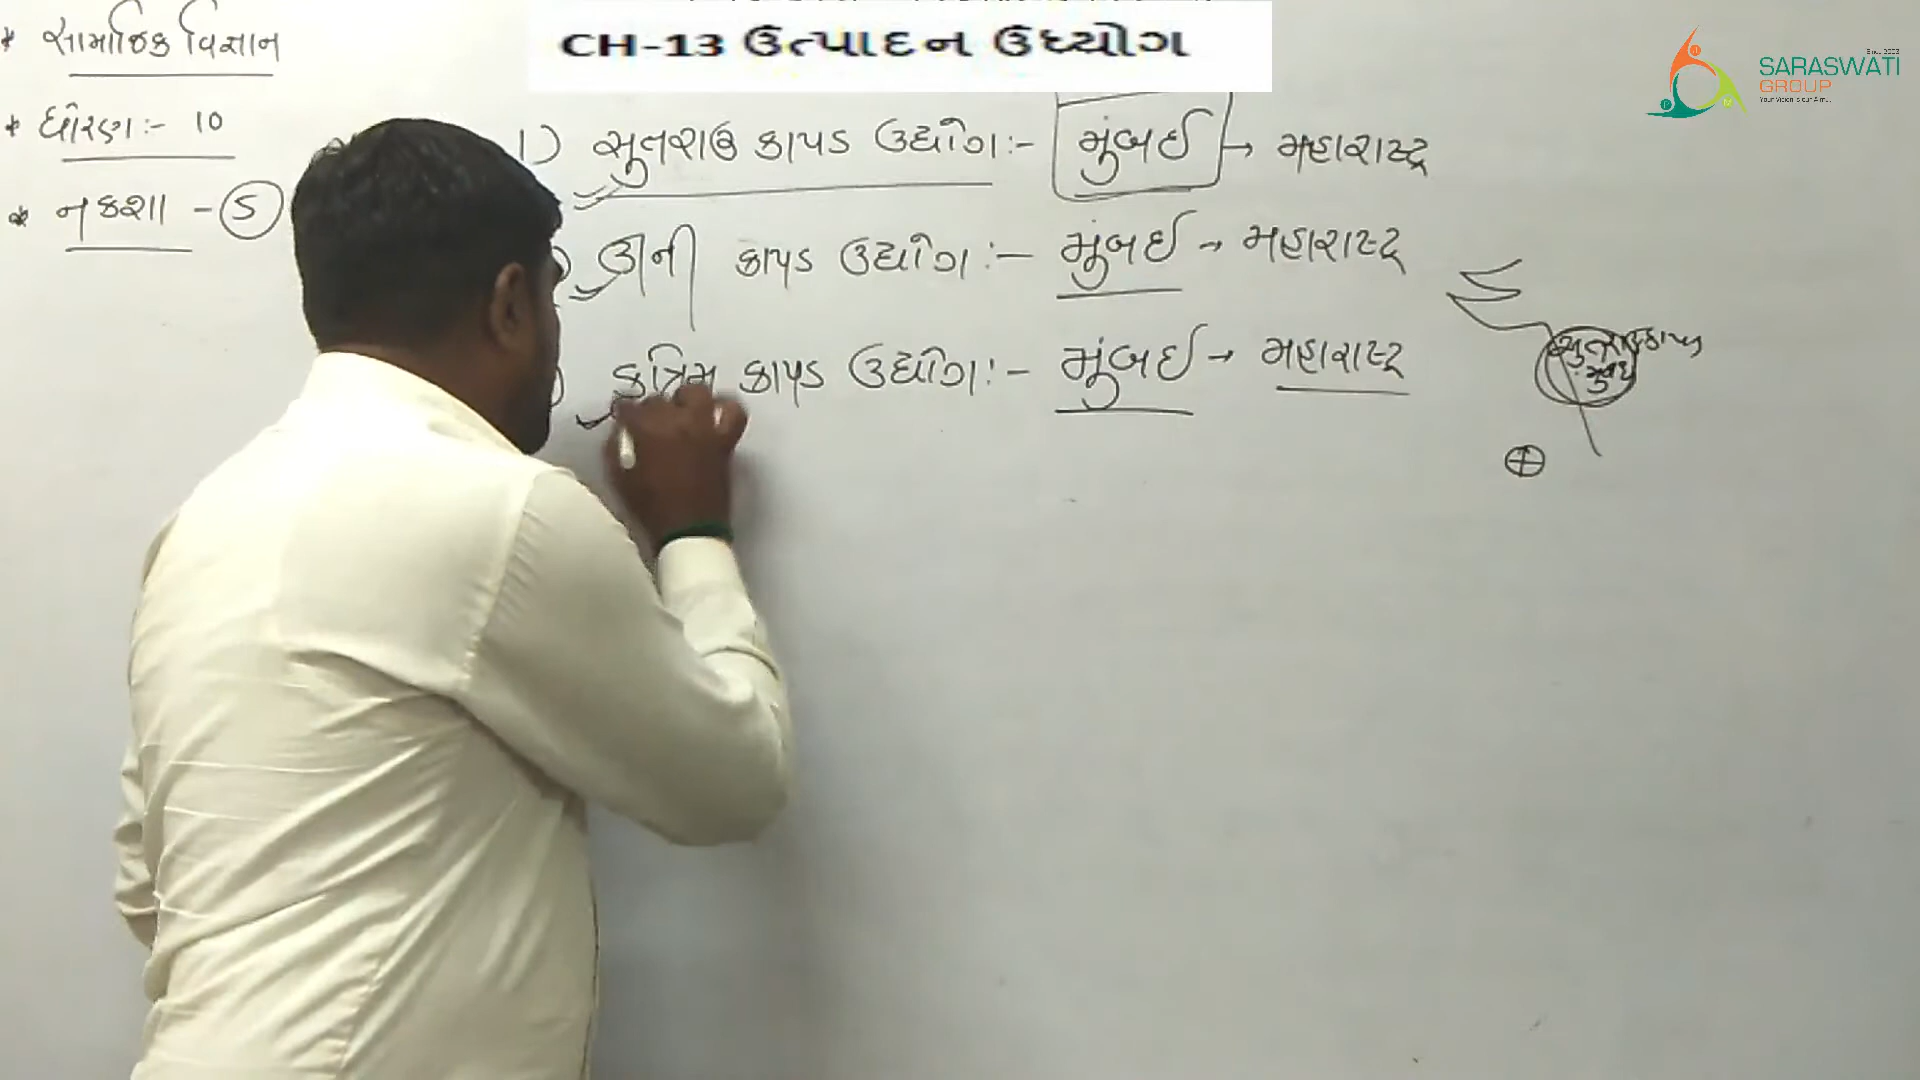 CH-13 ઉત્પાદન ઉધ્યોગ
SARASWATI
GROUP
* સામાજિક વિજ્ઞાન
* ધોરણ :- 10
* નકશા - 5
1) સુતરાઉ કાપડ ઉદ્યોગ :- મુંબઈ → મહારાષ્ટ્ર
) ઊની કાપડ ઉદ્યોગ :- મુંબઈ → મહારાષ્ટ્ર
) કૃત્રિમ કાપડ ઉદ્યોગ :- મુંબઈ → મહારાષ્ટ્ર